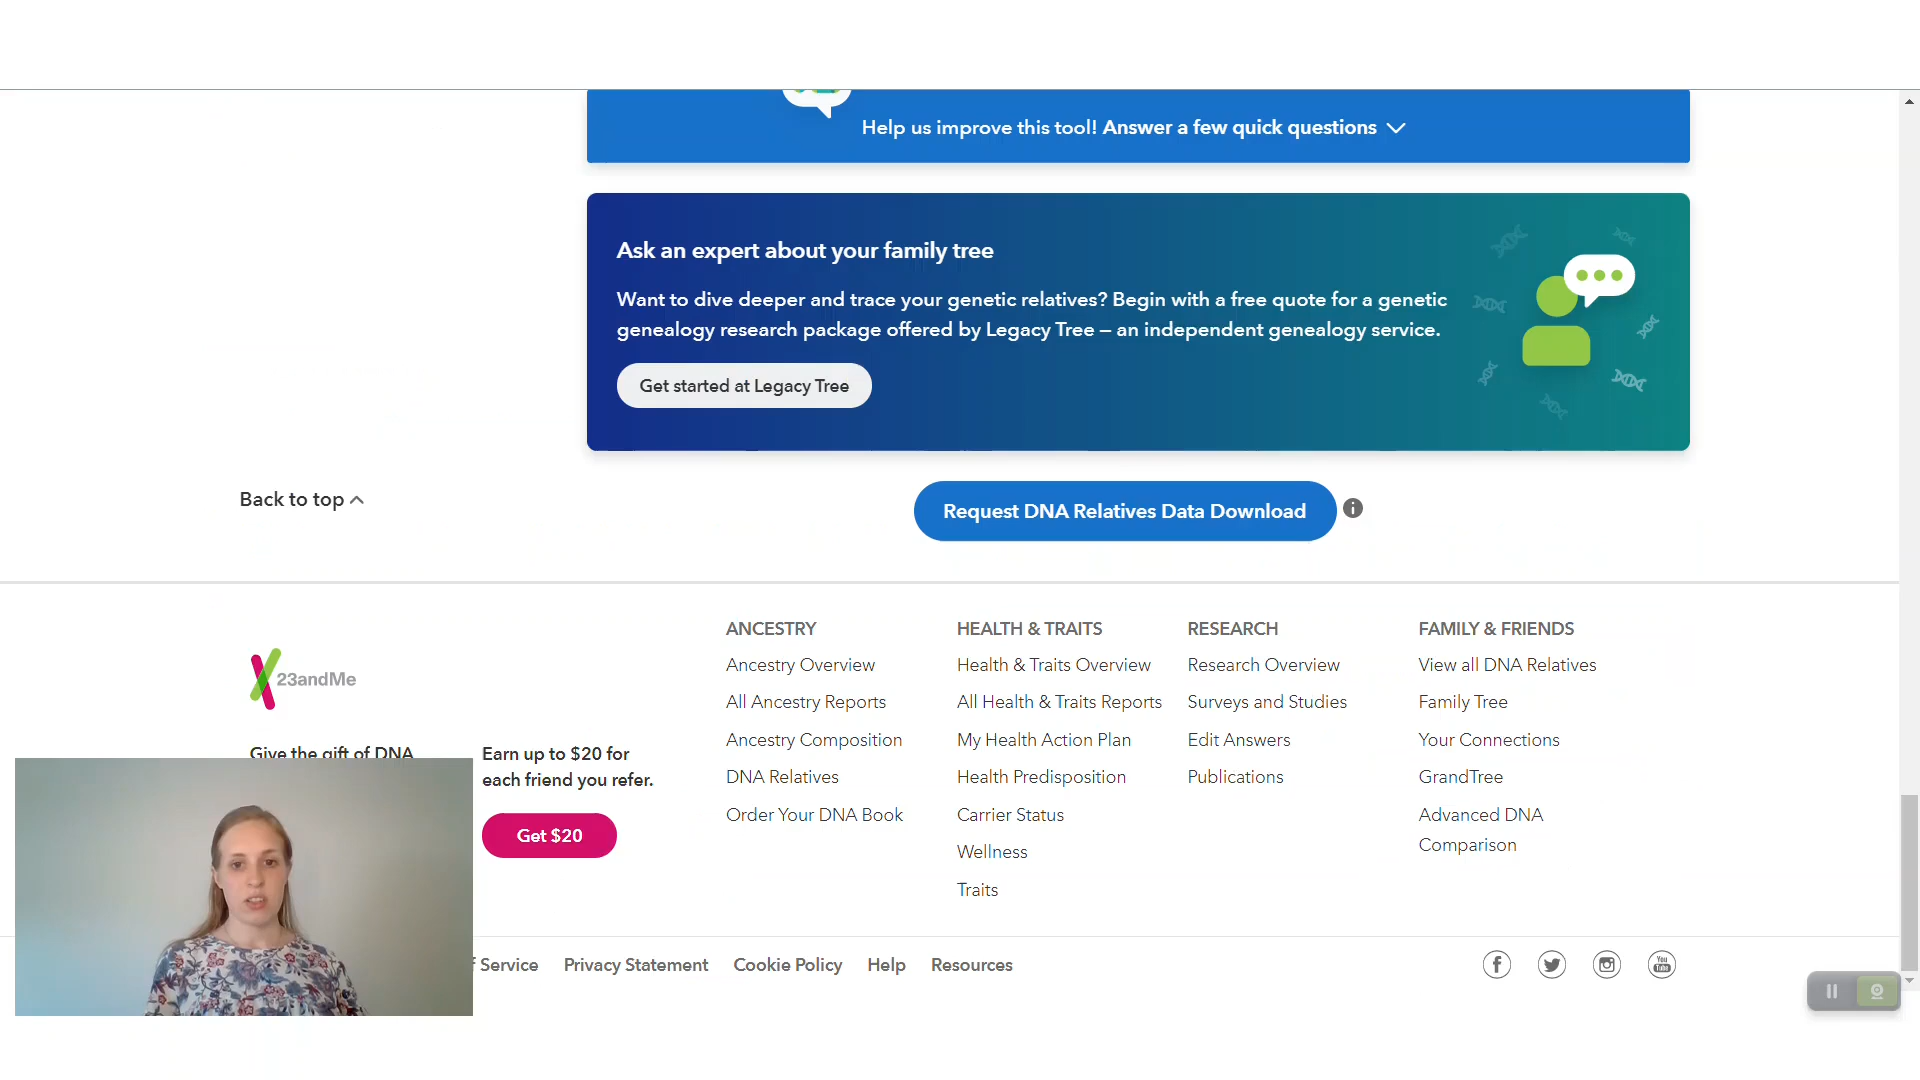 Help us improve this tool! Answer a few quick questions
Ask an expert about your family tree
Want to dive deeper and trace your genetic relatives? Begin with a free quote for a genetic
genealogy research package offered by Legacy Tree – an independent genealogy service.
Get started at Legacy Tree
Back to top
Request DNA Relatives Data Download
23andMe
Give the gift of DNA
Earn up to $20 for
each friend you refer.
Get $20
ANCESTRY
Ancestry Overview
All Ancestry Reports
Ancestry Composition
DNA Relatives
Order Your DNA Book
HEALTH & TRAITS
Health & Traits Overview
All Health & Traits Reports
My Health Action Plan
Health Predisposition
Carrier Status
Wellness
Traits
RESEARCH
Research Overview
Surveys and Studies
Edit Answers
Publications
FAMILY & FRIENDS
View all DNA Relatives
Family Tree
Your Connections
GrandTree
Advanced DNA
Comparison
Service
Privacy Statement
Cookie Policy
Help
Resources
You
Tube